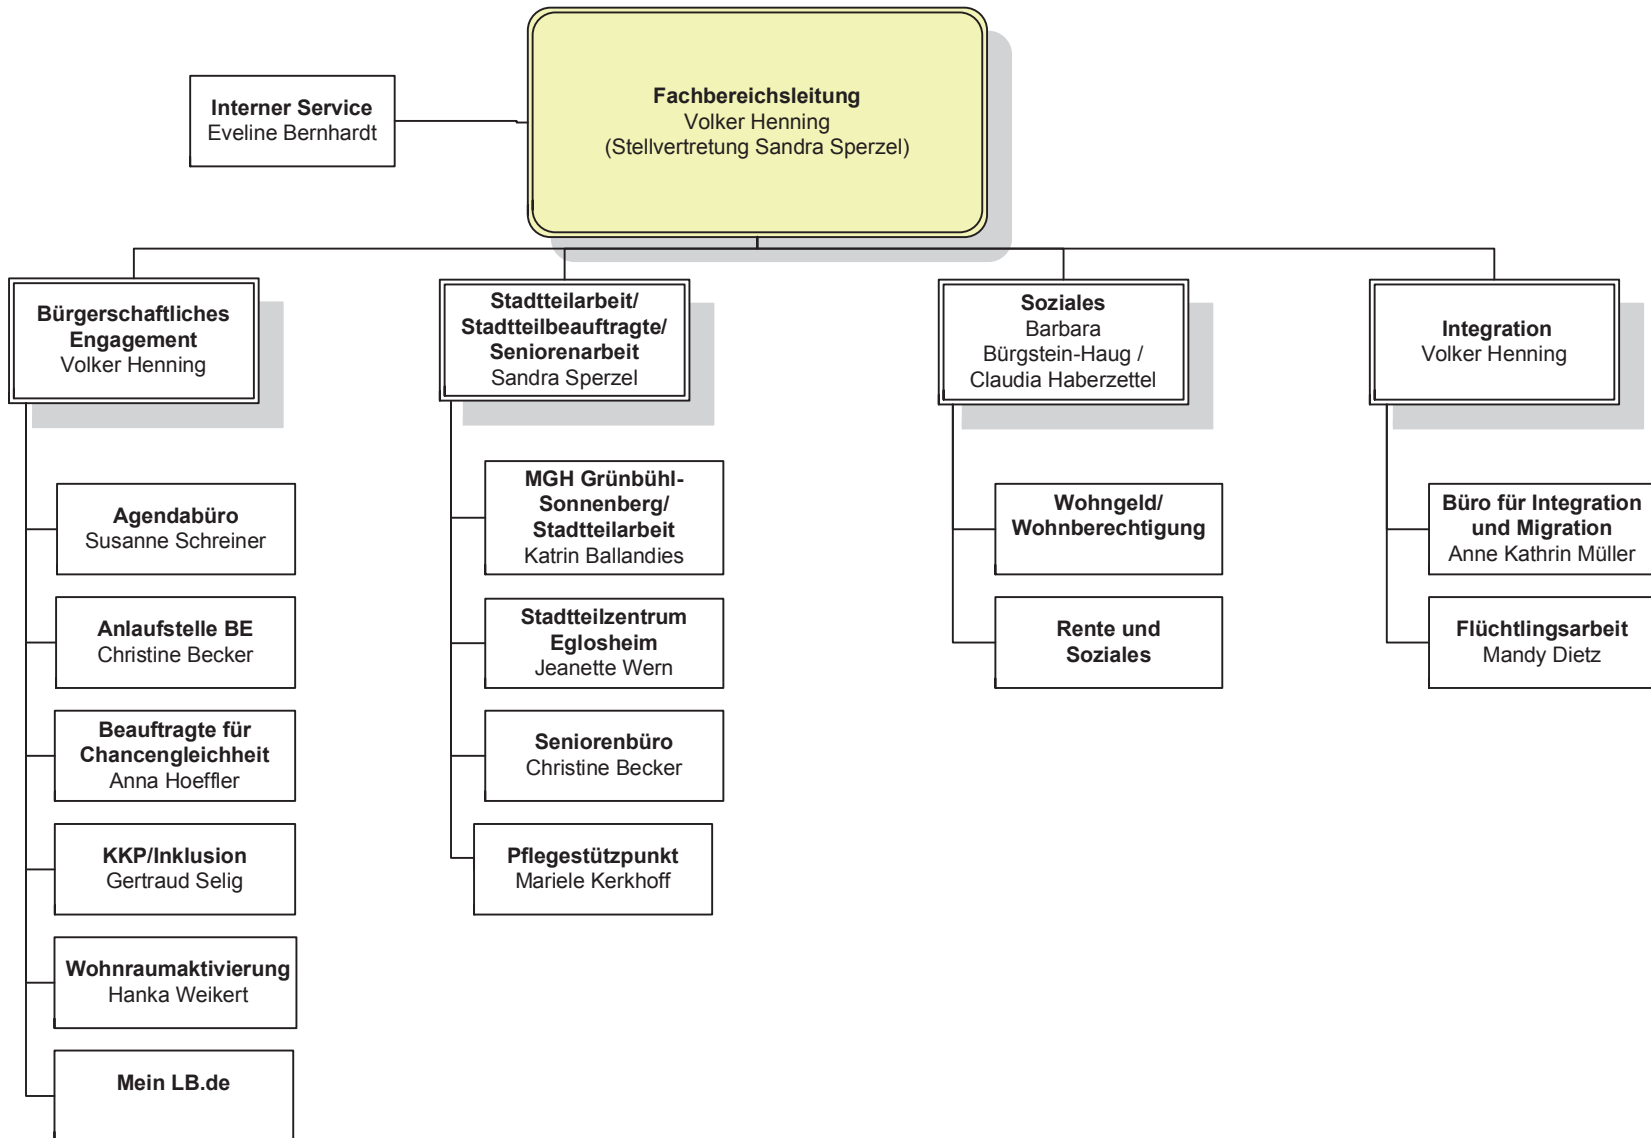 Fachbereichsleitung
Volker Henning
(Stellvertretung Sandra Sperzel)
Interner Service
Eveline Bernhardt
Bürgerschaftliches
Engagement
Volker Henning
Agendabüro
Susanne Schreiner
Anlaufstelle BE
Christine Becker
Beauftragte für
Chancengleichheit
Anna Hoeffler
KKP/Inklusion
Gertraud Selig
Wohnraumaktivierung
Hanka Weikert
Mein LB.de
Stadtteilarbeit/
Stadtteilbeauftragte/
Seniorenarbeit
Sandra Sperzel
MGH Grünbühl-
Sonnenberg/
Stadtteilarbeit
Katrin Ballandies
Stadtteilzentrum
Eglosheim
Jeanette Wern
Seniorenbüro
Christine Becker
Pflegestützpunkt
Mariele Kerkhoff
Soziales
Barbara
Bürgstein-Haug /
Claudia Haberzettel
Wohngeld/
Wohnberechtigung
Rente und
Soziales
Integration
Volker Henning
Büro für Integration
und Migration
Anne Kathrin Müller
Flüchtlingsarbeit
Mandy Dietz